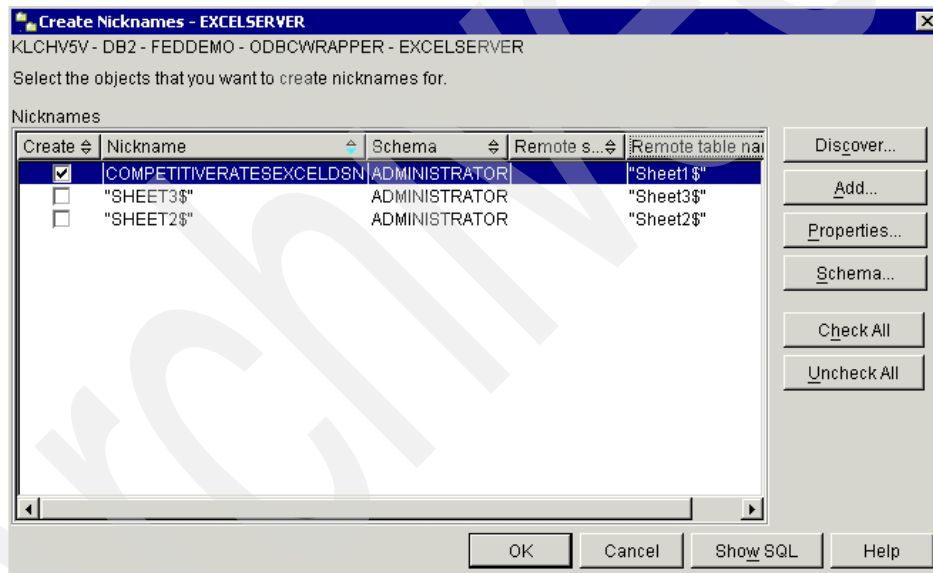 Create Nicknames - EXCELSERVER
KLCHV5V - DB2 - FEDDEMO - ODBCWRAPPER - EXCELSERVER
Select the objects that you want to create nicknames for.
Nicknames
Create Nickname Schema Remote s... Remote table nai
COMPETITIVERATESEXCELDSN ADMINISTRATOR "Sheet1$"
"SHEET3$" ADMINISTRATOR "Sheet3$"
"SHEET2$" ADMINISTRATOR "Sheet2$"
Discover...
Add...
Properties...
Schema...
Check All
Uncheck All
OK Cancel Show SQL Help